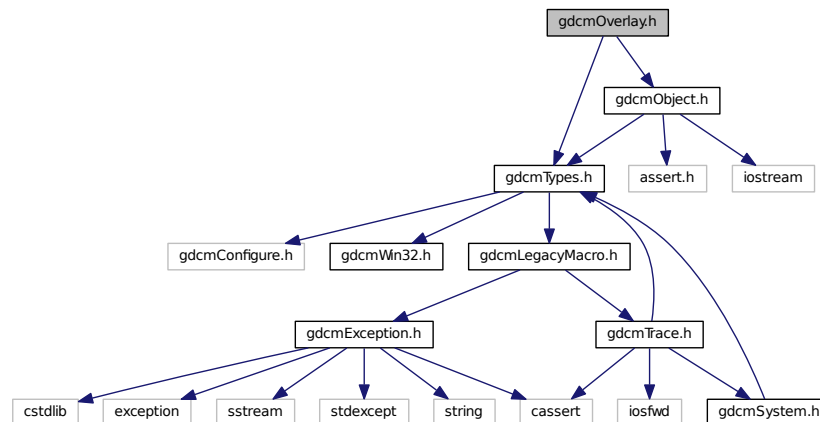 gdcmOverlay.h
gdcmObject.h
gdcmTypes.h
assert.h
iostream
gdcmConfigure.h
gdcmWin32.h
gdcmLegacyMacro.h
gdcmException.h
gdcmTrace.h
cstdlib
exception
sstream
stdexcept
string
cassert
iosfwd
gdcmSystem.h